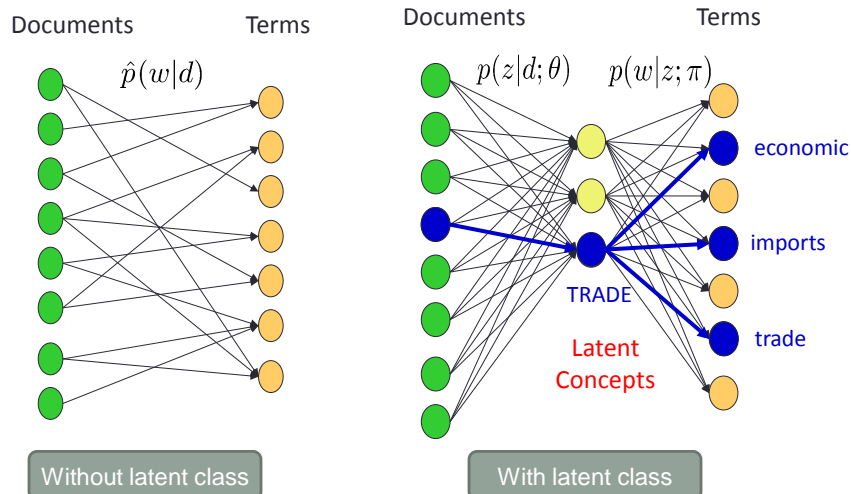 Documents
Terms
p̂(w|d)
Without latent class
Documents
Terms
p(z|d; θ)
p(w|z; π)
economic
imports
TRADE
trade
Latent
Concepts
With latent class